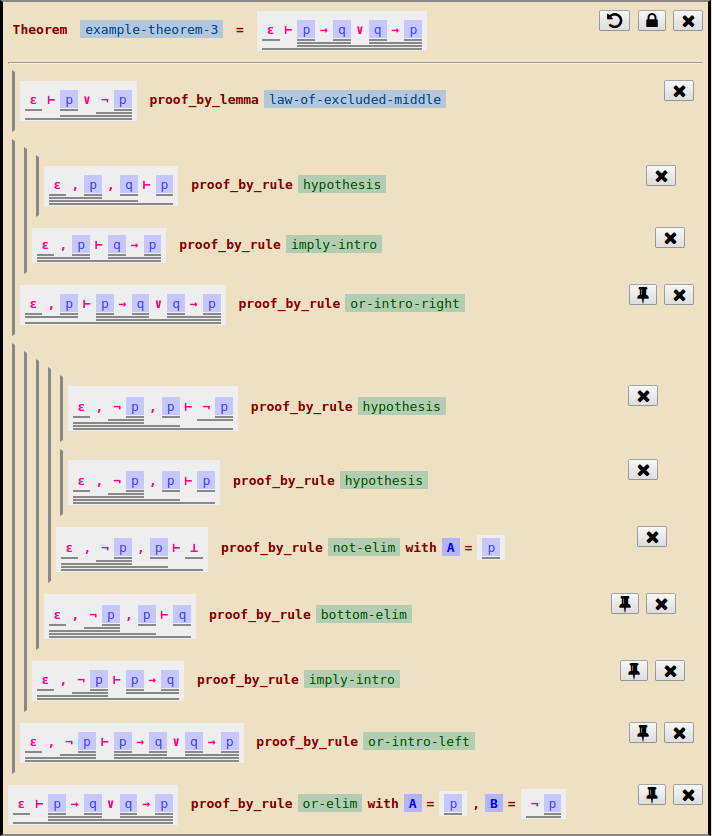 Theorem example-theorem-3 = ε ⊢ p → q ∨ q → p
ε ⊢ p ∨ ¬ p proof_by_lemma law-of-excluded-middle
ε , p , q ⊢ p proof_by_rule hypothesis
ε , p ⊢ q → p proof_by_rule imply-intro
ε , p ⊢ p → q ∨ q → p proof_by_rule or-intro-right
ε , ¬ p , p ⊢ ¬ p proof_by_rule hypothesis
ε , ¬ p , p ⊢ p proof_by_rule hypothesis
ε , ¬ p , p ⊢ ⊥ proof_by_rule not-elim with A = p
ε , ¬ p , p ⊢ q proof_by_rule bottom-elim
ε , ¬ p ⊢ p → q proof_by_rule imply-intro
ε , ¬ p ⊢ p → q ∨ q → p proof_by_rule or-intro-left
ε ⊢ p → q ∨ q → p proof_by_rule or-elim with A = p , B = ¬ p